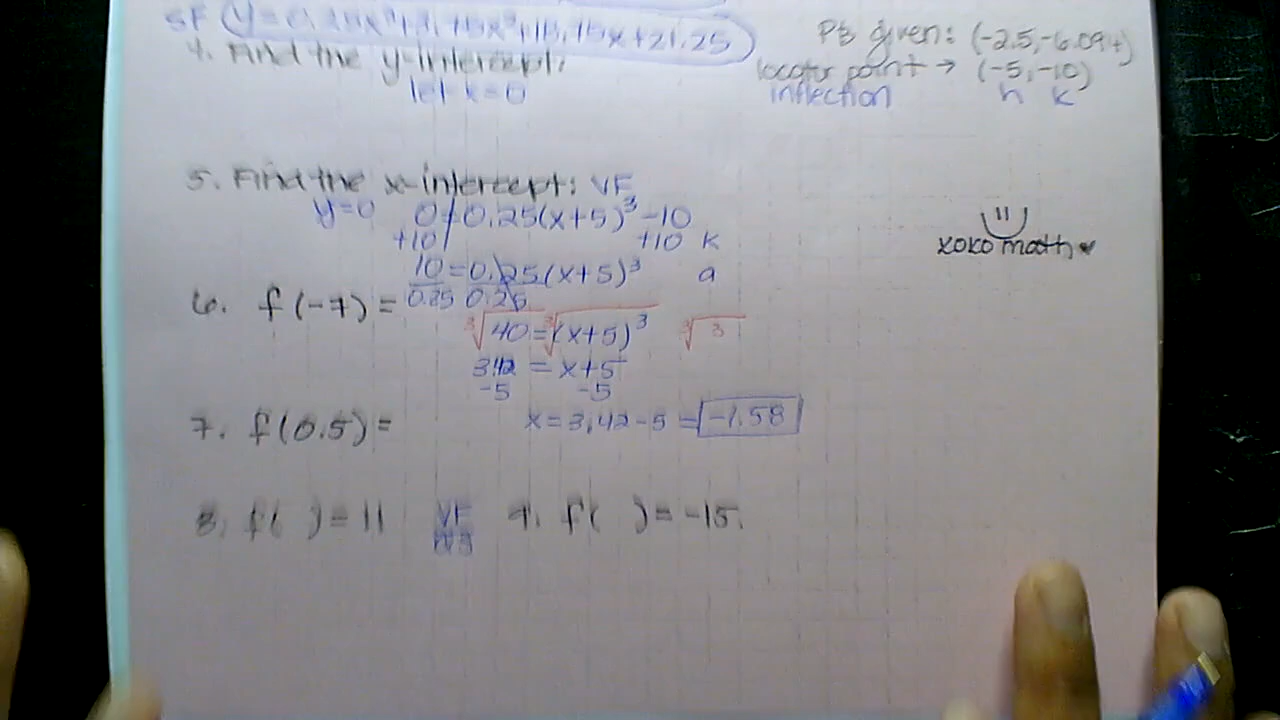 SF y = 0.25x³+3.75x²+18.75x+21.25
Pt given: (-2.5, -6.094)
4. Find the y-intercept:
locator point → (-5, -10)
let x=0
inflection h k
5. Find the x-intercept: VF
y=0 0=0.25(x+5)³-10
+10 +10 k
xoxo math ♥
10=0.25(x+5)³ a
0.25 0.25
6. f(-7)=
∛40=∛(x+5)³ ∛3
3.42 = x+5
-5 -5
7. f(0.5)=
x=3.42-5=-1.58
8. f( )=11 VF 9. f( )=-15.